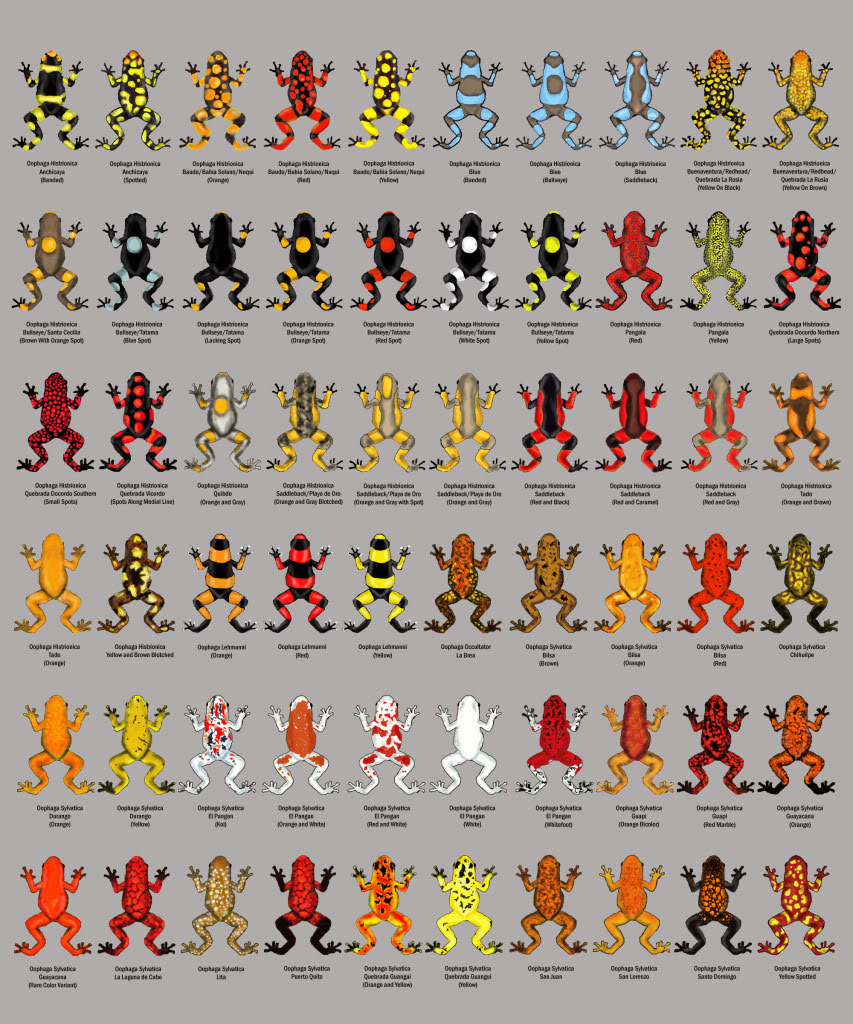 Oophaga Histrionica
Anchicaya
(Banded)
Oophaga Histrionica
Anchicaya
(Spotted)
Oophaga Histrionica
Baudo/Bahia Solano/Nuqui
(Orange)
Oophaga Histrionica
Baudo/Bahia Solano/Nuqui
(Red)
Oophaga Histrionica
Baudo/Bahia Solano/Nuqui
(Yellow)
Oophaga Histrionica
Blue
(Banded)
Oophaga Histrionica
Blue
(Bullseye)
Oophaga Histrionica
Blue
(Saddleback)
Oophaga Histrionica
Buenaventura/Redhead/
Quebrada La Rusia
(Yellow On Black)
Oophaga Histrionica
Buenaventura/Redhead/
Quebrada La Rusia
(Yellow On Brown)
Oophaga Histrionica
Bullseye/Santa Cecilia
(Brown With Orange Spot)
Oophaga Histrionica
Bullseye/Tatama
(Blue Spot)
Oophaga Histrionica
Bullseye/Tatama
(Lacking Spot)
Oophaga Histrionica
Bullseye/Tatama
(Orange Spot)
Oophaga Histrionica
Bullseye/Tatama
(Red Spot)
Oophaga Histrionica
Bullseye/Tatama
(White Spot)
Oophaga Histrionica
Bullseye/Tatama
(Yellow Spot)
Oophaga Histrionica
Pangala
(Red)
Oophaga Histrionica
Pangala
(Yellow)
Oophaga Histrionica
Quebrada Docordo Northern
(Large Spots)
Oophaga Histrionica
Quebrada Docordo Southern
(Small Spots)
Oophaga Histrionica
Quebrada Vicordo
(Spots Along Medial Line)
Oophaga Histrionica
Quibdo
(Orange and Gray)
Oophaga Histrionica
Saddleback/Playa de Oro
(Orange and Gray Blotched)
Oophaga Histrionica
Saddleback/Playa de Oro
(Orange and Gray with Spot)
Oophaga Histrionica
Saddleback/Playa de Oro
(Orange and Gray)
Oophaga Histrionica
Saddleback
(Red and Black)
Oophaga Histrionica
Saddleback
(Red and Caramel)
Oophaga Histrionica
Saddleback
(Red and Gray)
Oophaga Histrionica
Tado
(Orange and Brown)
Oophaga Histrionica
Tado
(Orange)
Oophaga Histrionica
Yellow and Brown Blotched
Oophaga Lehmanni
(Orange)
Oophaga Lehmanni
(Red)
Oophaga Lehmanni
(Yellow)
Oophaga Occultator
La Brea
Oophaga Sylvatica
Bilsa
(Brown)
Oophaga Sylvatica
Bilsa
(Orange)
Oophaga Sylvatica
Bilsa
(Red)
Oophaga Sylvatica
Chihuilpe
Oophaga Sylvatica
Durango
(Orange)
Oophaga Sylvatica
Durango
(Yellow)
Oophaga Sylvatica
El Pangan
(Koi)
Oophaga Sylvatica
El Pangan
(Orange and White)
Oophaga Sylvatica
El Pangan
(Red and White)
Oophaga Sylvatica
El Pangan
(White)
Oophaga Sylvatica
El Pangan
(Whitefoot)
Oophaga Sylvatica
Guapi
(Orange Bicolor)
Oophaga Sylvatica
Guapi
(Red Marble)
Oophaga Sylvatica
Guayacana
(Orange)
Oophaga Sylvatica
Guayacana
(Rare Color Variant)
Oophaga Sylvatica
La Laguna de Cube
Oophaga Sylvatica
Lita
Oophaga Sylvatica
Puerto Quito
Oophaga Sylvatica
Quebrada Guangui
(Orange and Yellow)
Oophaga Sylvatica
Quebrada Guangui
(Yellow)
Oophaga Sylvatica
San Juan
Oophaga Sylvatica
San Lorenzo
Oophaga Sylvatica
Santo Domingo
Oophaga Sylvatica
Yellow Spotted